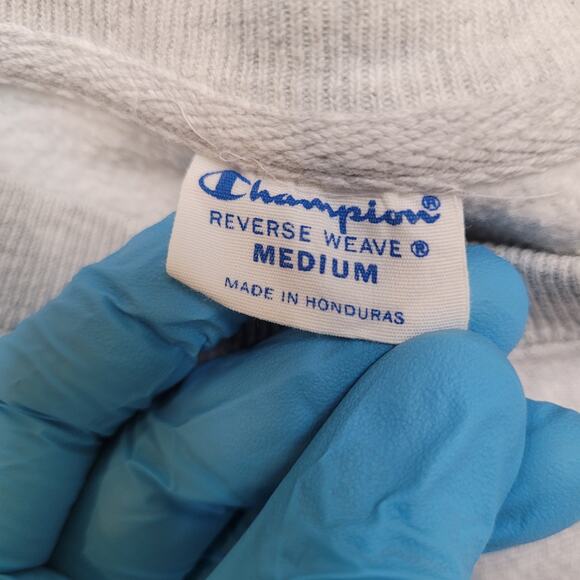 Champion®
REVERSE WEAVE®
MEDIUM
MADE IN HONDURAS